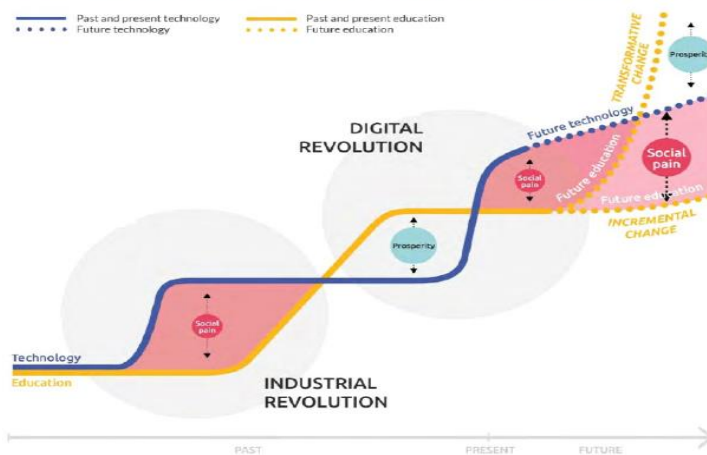 Past and present technology
Future technology
Past and present education
Future education
TRANSFORMATIVE
CHANGE
Prosperity
DIGITAL
REVOLUTION
Future technology
Future education
Social
pain
Social
pain
Future education
INCREMENTAL
CHANGE
Prosperity
Social
pain
Technology
Education
INDUSTRIAL
REVOLUTION
PAST
PRESENT
FUTURE